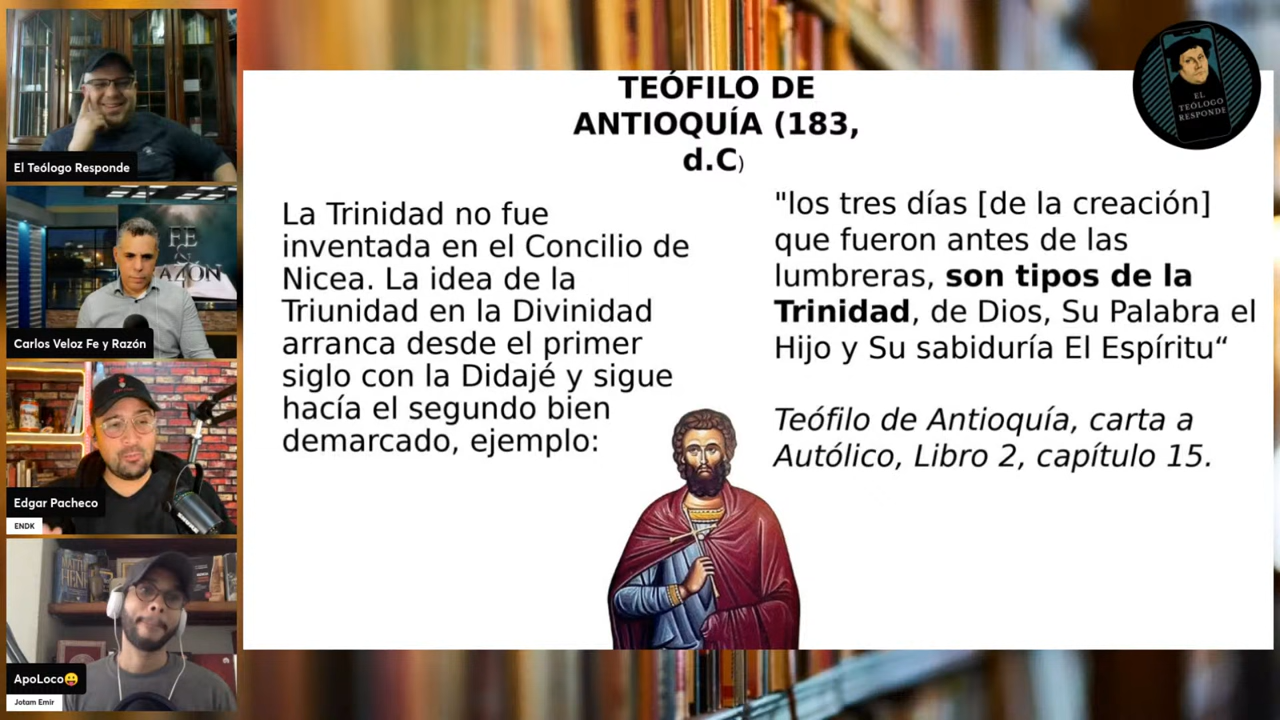 TEÓFILO DE
ANTIOQUÍA (183,
d.C)
La Trinidad no fue
inventada en el Concilio de
Nicea. La idea de la
Triunidad en la Divinidad
arranca desde el primer
siglo con la Didajé y sigue
hacía el segundo bien
demarcado, ejemplo:
"los tres días [de la creación]
que fueron antes de las
lumbreras, son tipos de la
Trinidad, de Dios, Su Palabra el
Hijo y Su sabiduría El Espíritu“
Teófilo de Antioquía, carta a
Autólico, Libro 2, capítulo 15.
EL
TEÓLOGO
RESPONDE
El Teólogo Responde
FE
&
RAZÓN
Carlos Veloz Fe y Razón
Edgar Pacheco
ENDK
MATTHEW
HENRY
ApoLoco😛
Jotam Emir